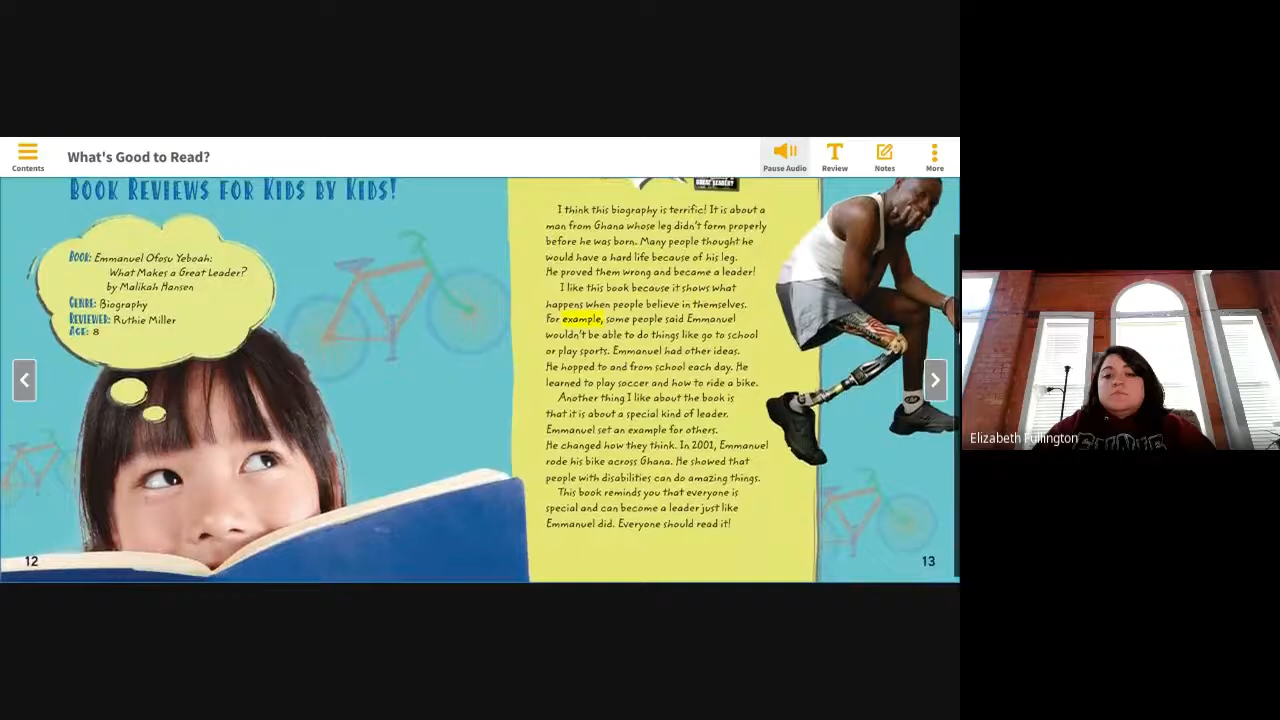 Contents
What's Good to Read?
Pause Audio
Review
Notes
More
BOOK REVIEWS FOR KIDS BY KIDS!
BOOK: Emmanuel Ofosu Yeboah:
What Makes a Great Leader?
by Malikah Hansen
GENRE: Biography
REVIEWER: Ruthie Miller
AGE: 8
12
I think this biography is terrific! It is about a
man from Ghana whose leg didn't form properly
before he was born. Many people thought he
would have a hard life because of his leg.
He proved them wrong and became a leader!
I like this book because it shows what
happens when people believe in themselves.
For example, some people said Emmanuel
wouldn't be able to do things like go to school
or play sports. Emmanuel had other ideas.
He hopped to and from school each day. He
learned to play soccer and how to ride a bike.
Another thing I like about the book is
that it is about a special kind of leader.
Emmanuel set an example for others.
He changed how they think. In 2001, Emmanuel
rode his bike across Ghana. He showed that
people with disabilities can do amazing things.
This book reminds you that everyone is
special and can become a leader just like
Emmanuel did. Everyone should read it!
13
Elizabeth Fullington